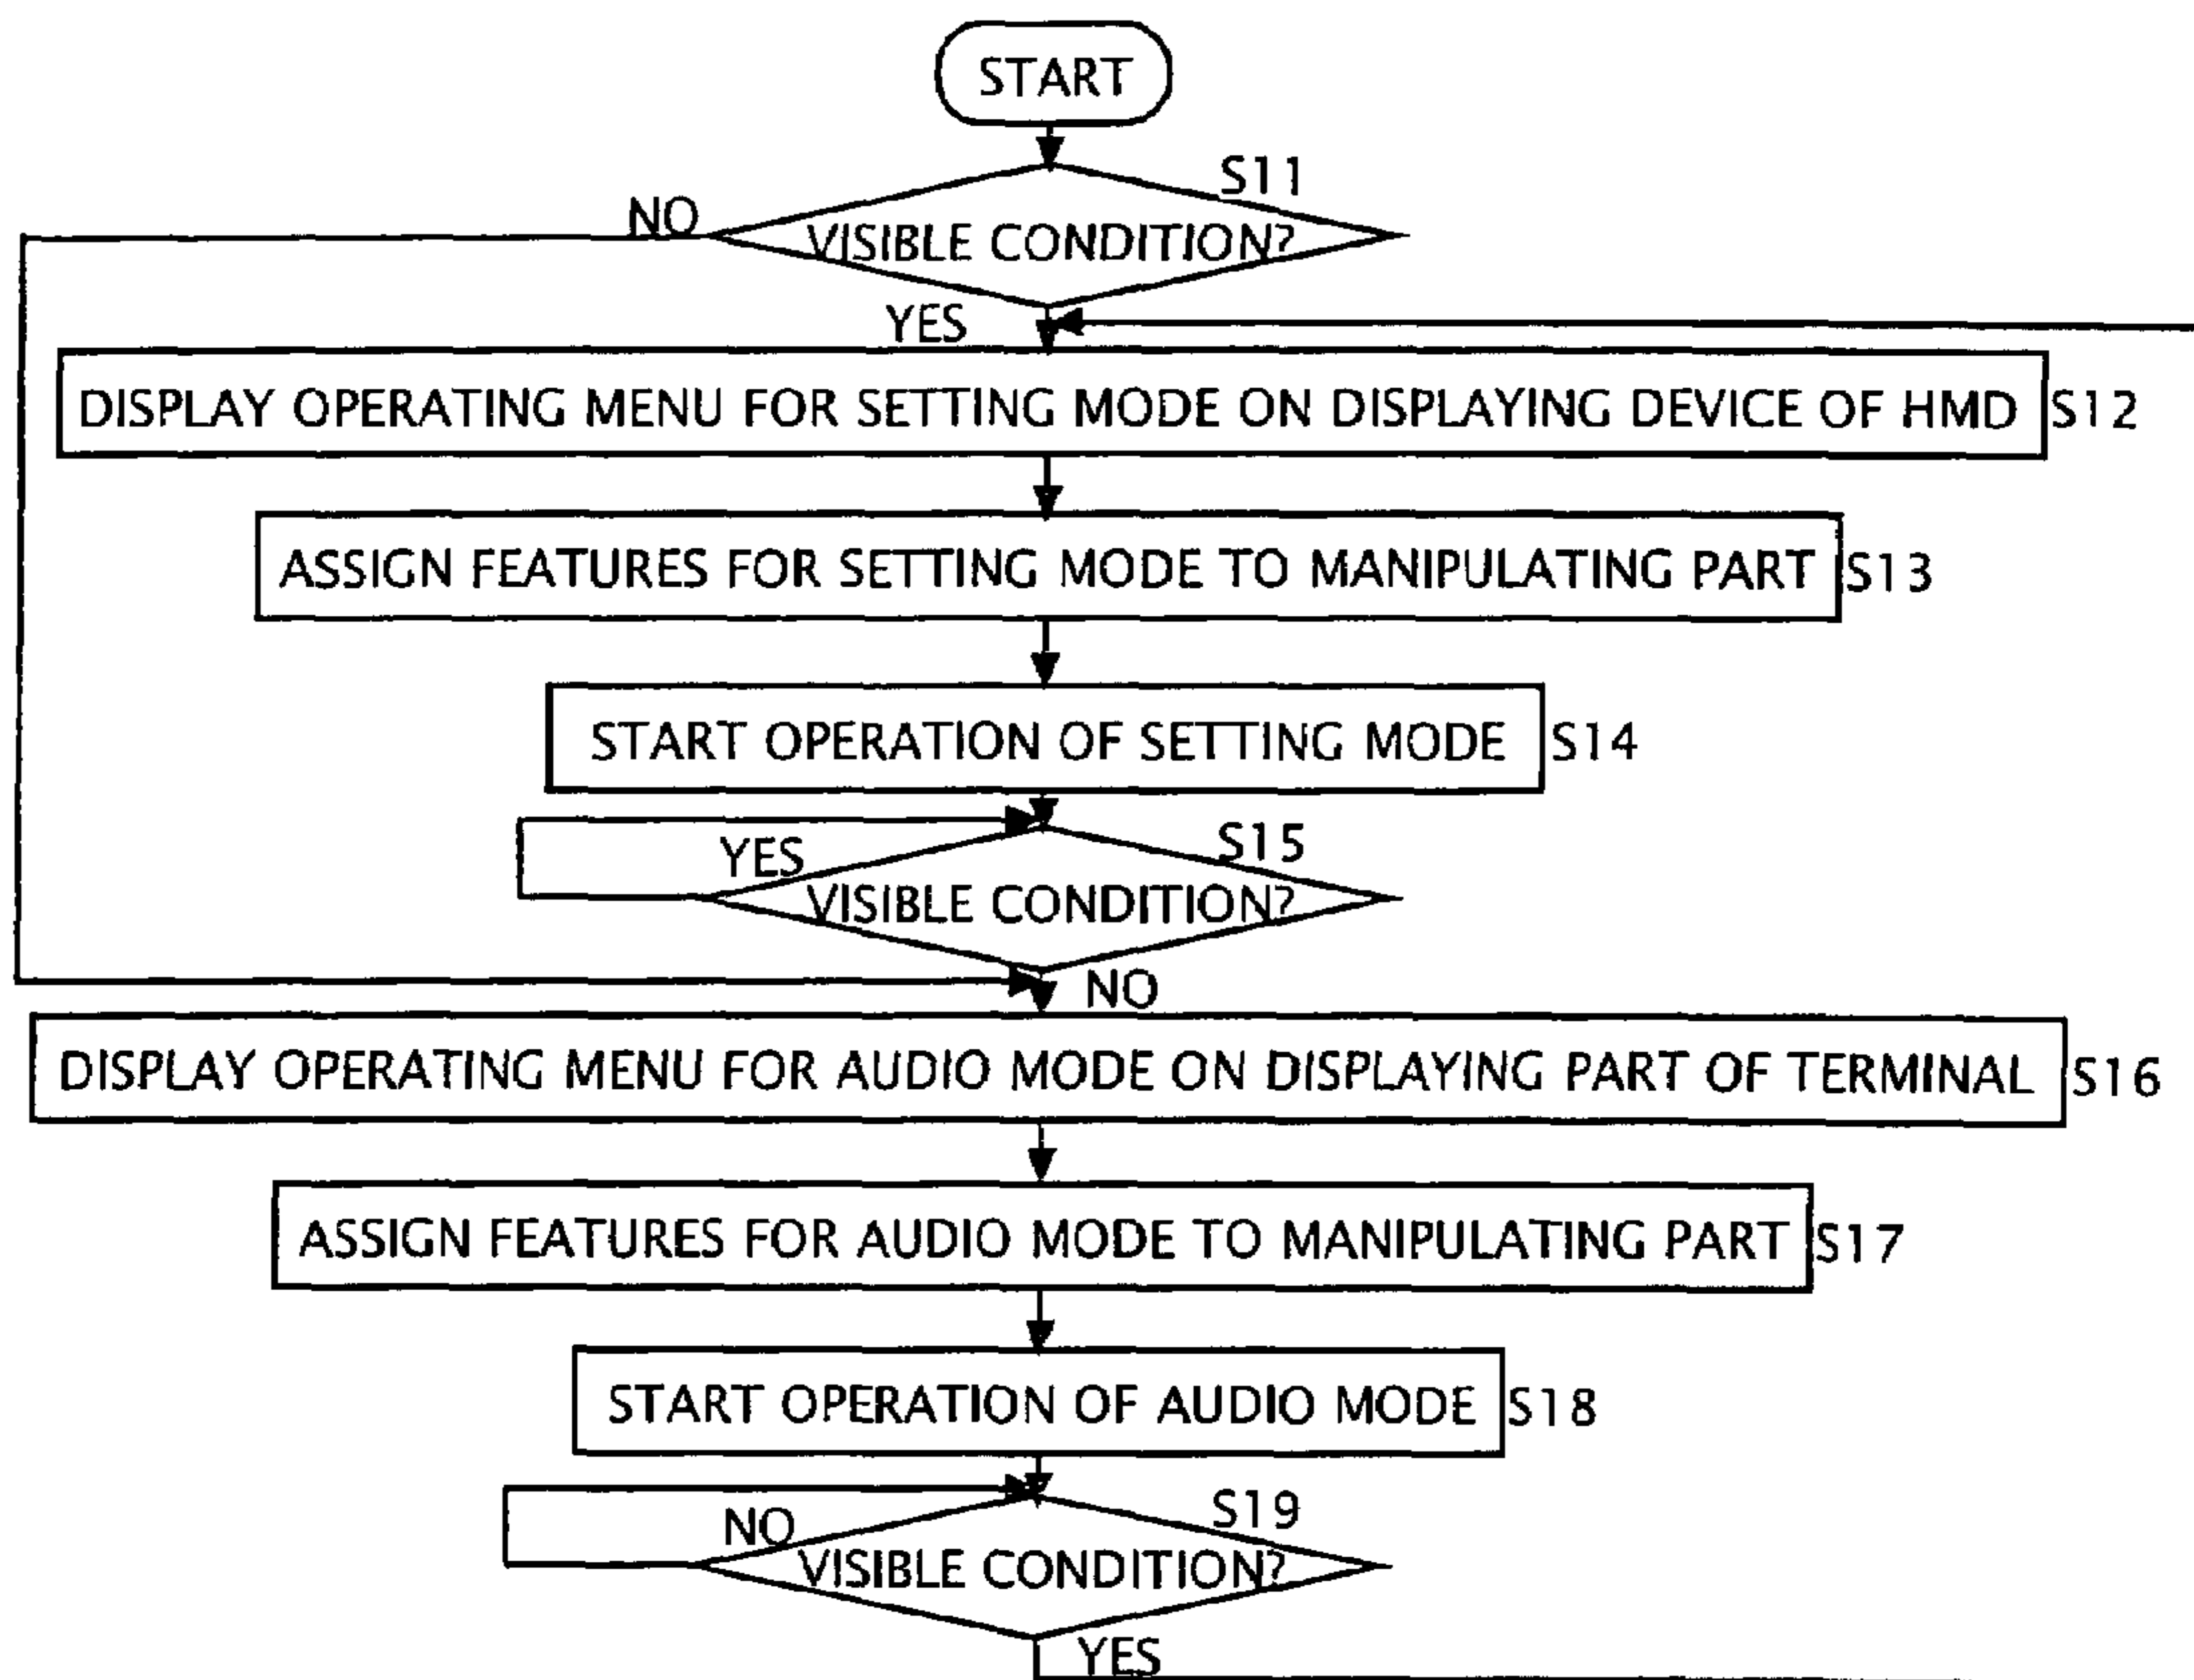 START
S11
NO
VISIBLE CONDITION?
YES
DISPLAY OPERATING MENU FOR SETTING MODE ON DISPLAYING DEVICE OF HMD S12
ASSIGN FEATURES FOR SETTING MODE TO MANIPULATING PART S13
START OPERATION OF SETTING MODE S14
S15
YES
VISIBLE CONDITION?
NO
DISPLAY OPERATING MENU FOR AUDIO MODE ON DISPLAYING PART OF TERMINAL S16
ASSIGN FEATURES FOR AUDIO MODE TO MANIPULATING PART S17
START OPERATION OF AUDIO MODE S18
S19
NO
VISIBLE CONDITION?
YES